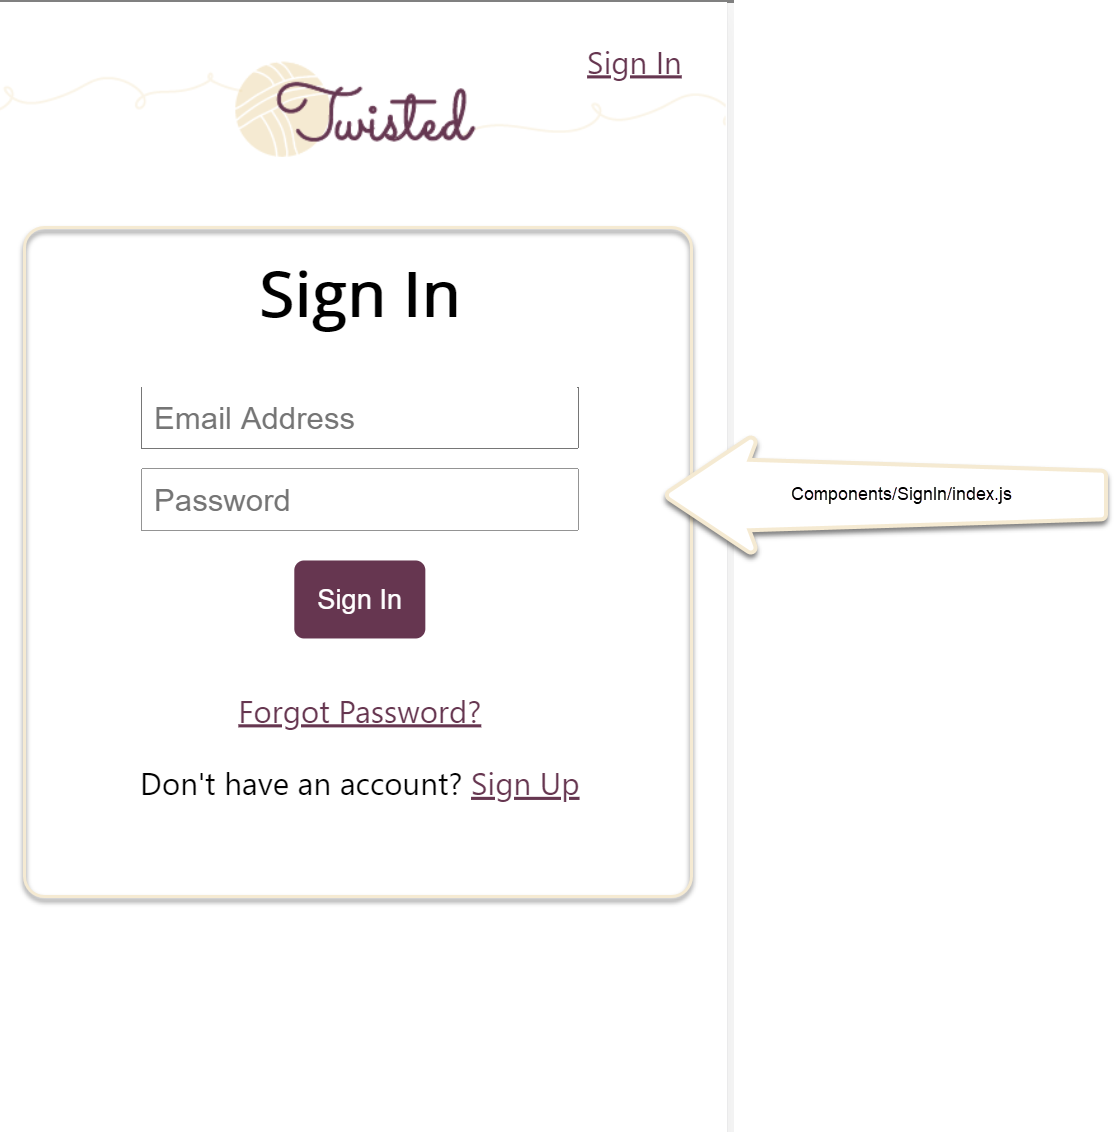 Sign In
Twisted
Sign In
Email Address
Password
Components/SignIn/index.js
Sign In
Forgot Password?
Don't have an account? Sign Up